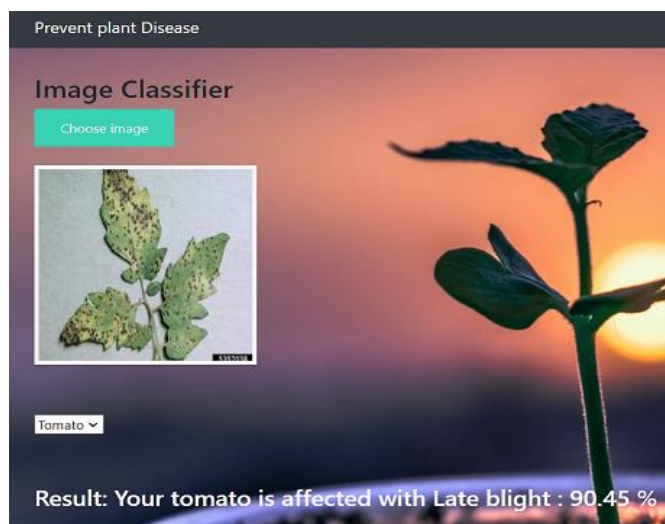 Prevent plant Disease
Image Classifier
Choose image
Tomato
Result: Your tomato is affected with Late blight : 90.45 %